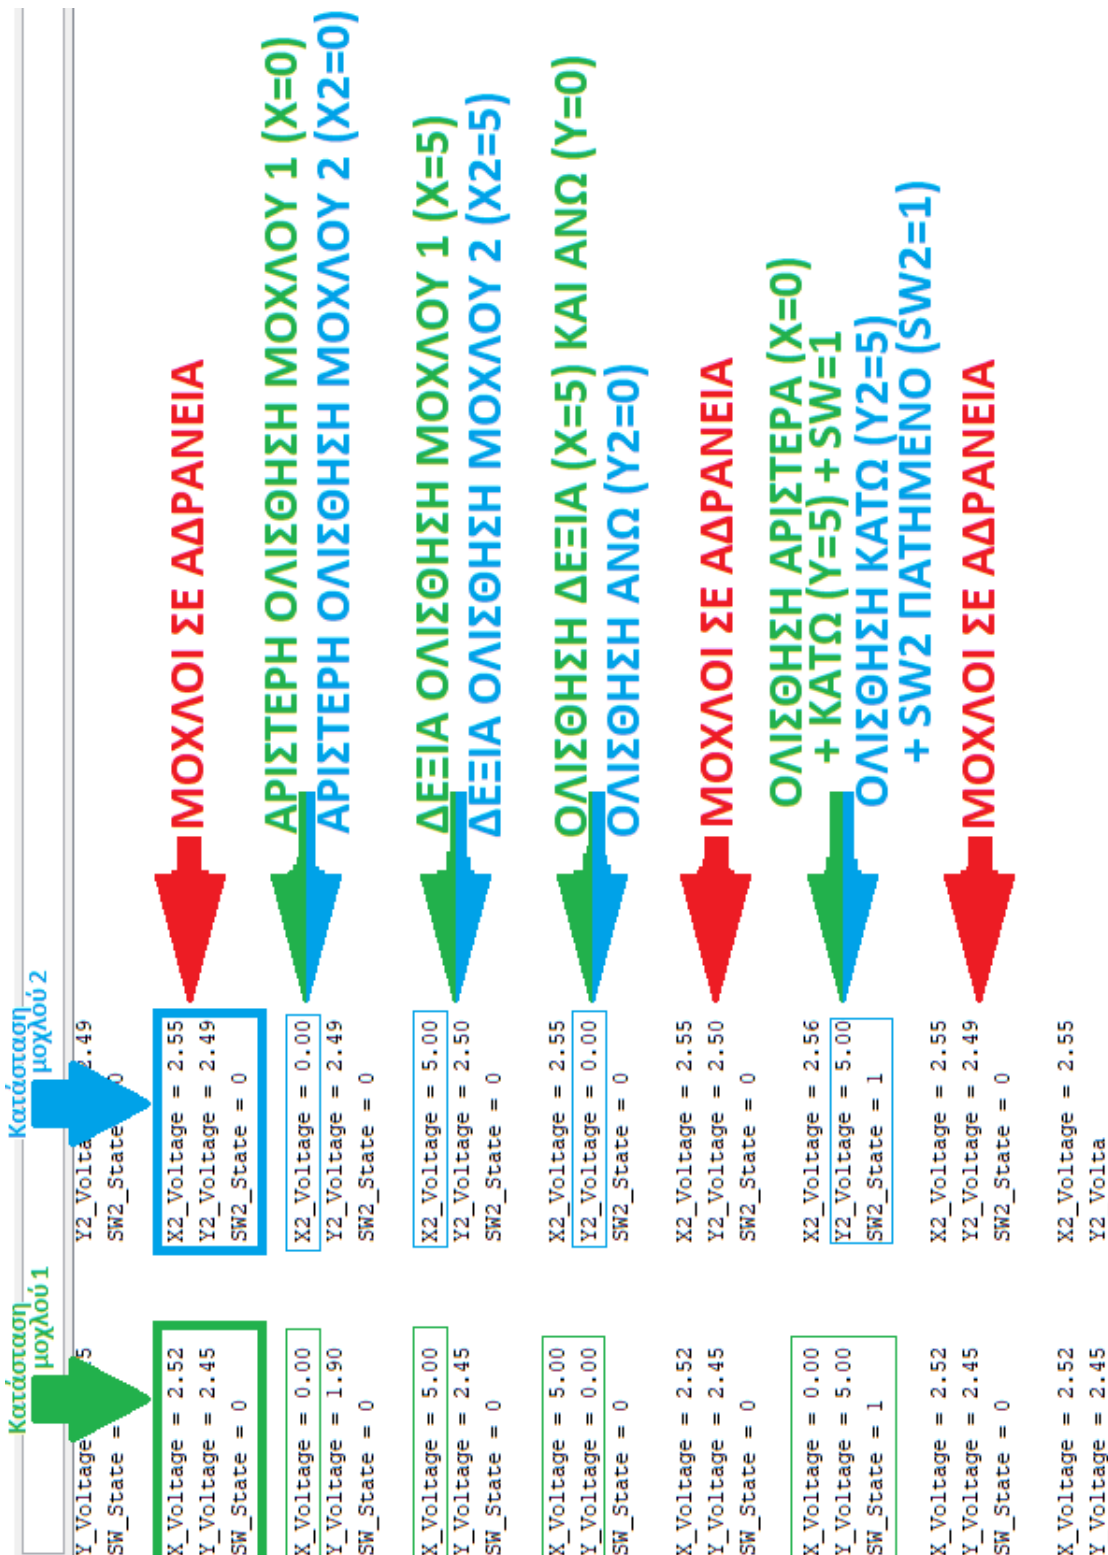 Κατάσταση
μοχλού 1
Κατάσταση
μοχλού 2
Y_Voltage 5
Y2_Volta 2.49
SW_State =
SW2_State 0
X_Voltage = 2.52
X2_Voltage = 2.55
Y_Voltage = 2.45
Y2_Voltage = 2.49
ΜΟΧΛΟΙ ΣΕ ΑΔΡΑΝΕΙΑ
SW_State = 0
SW2_State = 0
X_Voltage = 0.00
X2_Voltage = 0.00
ΑΡΙΣΤΕΡΗ ΟΛΙΣΘΗΣΗ ΜΟΧΛΟΥ 1 (X=0)
Y_Voltage = 1.90
Y2_Voltage = 2.49
ΑΡΙΣΤΕΡΗ ΟΛΙΣΘΗΣΗ ΜΟΧΛΟΥ 2 (X2=0)
SW_State = 0
SW2_State = 0
X_Voltage = 5.00
X2_Voltage = 5.00
ΔΕΞΙΑ ΟΛΙΣΘΗΣΗ ΜΟΧΛΟΥ 1 (X=5)
Y_Voltage = 2.45
Y2_Voltage = 2.50
ΔΕΞΙΑ ΟΛΙΣΘΗΣΗ ΜΟΧΛΟΥ 2 (X2=5)
SW_State = 0
SW2_State = 0
X_Voltage = 5.00
X2_Voltage = 2.55
ΟΛΙΣΘΗΣΗ ΔΕΞΙΑ (X=5) ΚΑΙ ΑΝΩ (Y=0)
Y_Voltage = 0.00
Y2_Voltage = 0.00
ΟΛΙΣΘΗΣΗ ΑΝΩ (Y2=0)
SW_State = 0
SW2_State = 0
X_Voltage = 2.52
X2_Voltage = 2.55
Y_Voltage = 2.45
Y2_Voltage = 2.50
ΜΟΧΛΟΙ ΣΕ ΑΔΡΑΝΕΙΑ
SW_State = 0
SW2_State = 0
ΟΛΙΣΘΗΣΗ ΑΡΙΣΤΕΡΑ (X=0)
X_Voltage = 0.00
X2_Voltage = 2.56
+ ΚΑΤΩ (Y=5) + SW=1
Y_Voltage = 5.00
Y2_Voltage = 5.00
ΟΛΙΣΘΗΣΗ ΚΑΤΩ (Y2=5)
SW_State = 1
SW2_State = 1
+ SW2 ΠΑΤΗΜΕΝΟ (SW2=1)
X_Voltage = 2.52
X2_Voltage = 2.55
Y_Voltage = 2.45
Y2_Voltage = 2.49
ΜΟΧΛΟΙ ΣΕ ΑΔΡΑΝΕΙΑ
SW_State = 0
SW2_State = 0
X_Voltage = 2.52
X2_Voltage = 2.55
Y_Voltage = 2.45
Y2_Volta